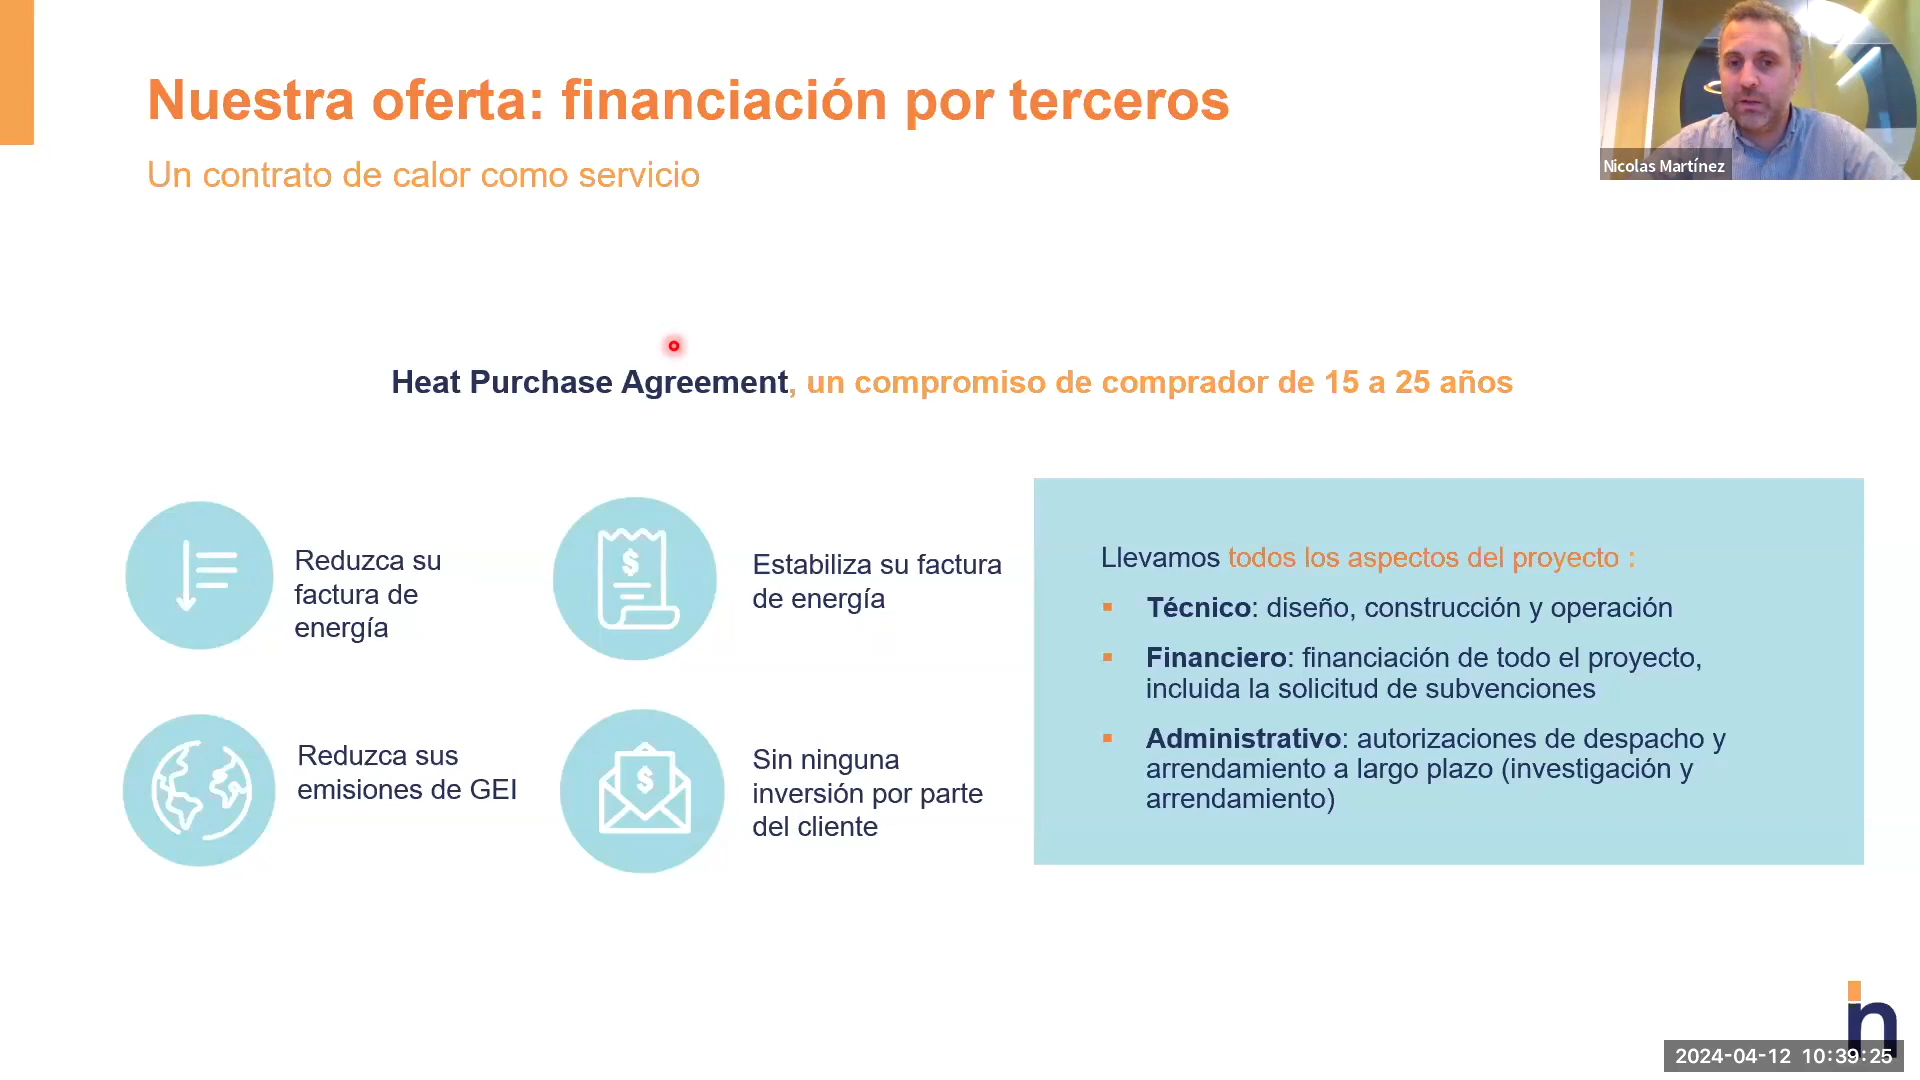 Nuestra oferta: financiación por terceros
Un contrato de calor como servicio
Nicolas Martínez
Heat Purchase Agreement, un compromiso de comprador de 15 a 25 años
Reduzca su
factura de
energía
$
Estabiliza su factura
de energía
Reduzca sus
emisiones de GEI
$
Sin ninguna
inversión por parte
del cliente
Llevamos todos los aspectos del proyecto :
Técnico: diseño, construcción y operación
Financiero: financiación de todo el proyecto,
incluida la solicitud de subvenciones
Administrativo: autorizaciones de despacho y
arrendamiento a largo plazo (investigación y
arrendamiento)
in
2024-04-12 10:39:25